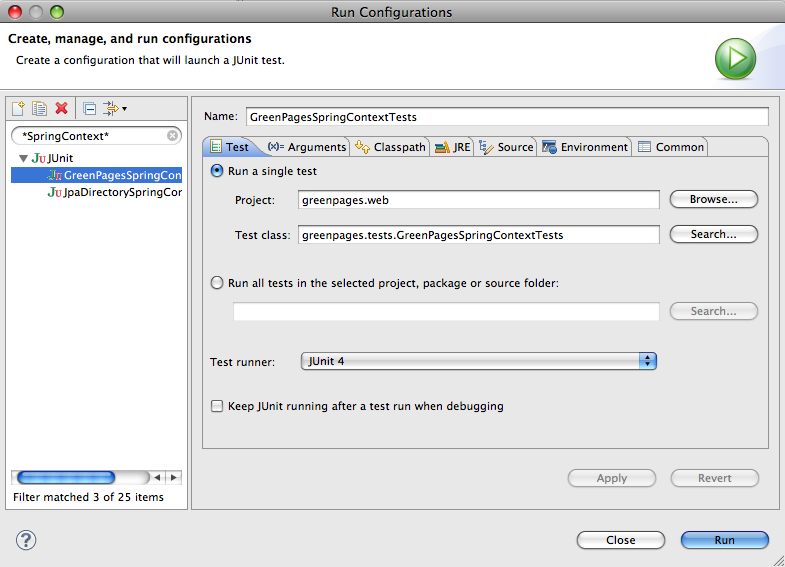 Run Configurations
Create, manage, and run configurations
Create a configuration that will launch a JUnit test.
*SpringContext*
JU JUnit
JU GreenPagesSpringCon
JU JpaDirectorySpringCor
Filter matched 3 of 25 items
Name: GreenPagesSpringContextTests
Test (x)= Arguments Classpath JRE Source Environment Common
Run a single test
Project: greenpages.web Browse...
Test class: greenpages.tests.GreenPagesSpringContextTests Search...
Run all tests in the selected project, package or source folder:
Search...
Test runner: JUnit 4
Keep JUnit running after a test run when debugging
Apply Revert
? Close Run